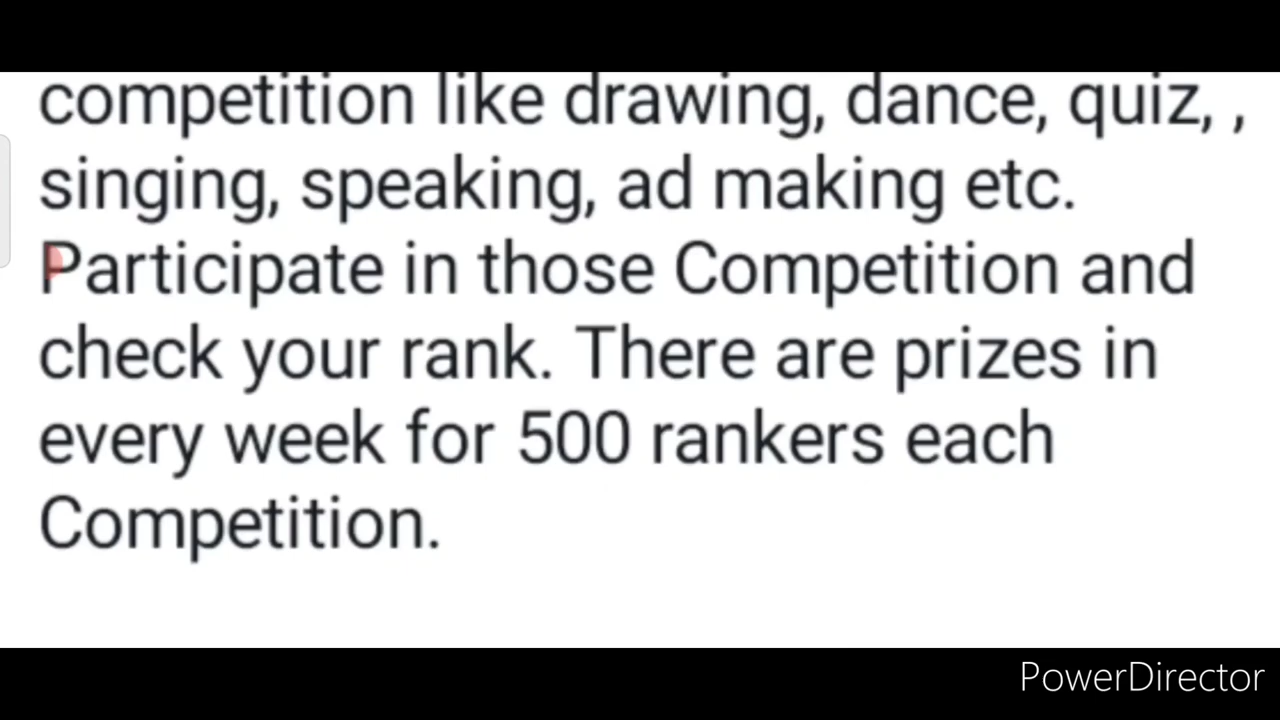 competition like drawing, dance, quiz, ,
singing, speaking, ad making etc.
Participate in those Competition and
check your rank. There are prizes in
every week for 500 rankers each
Competition.
PowerDirector